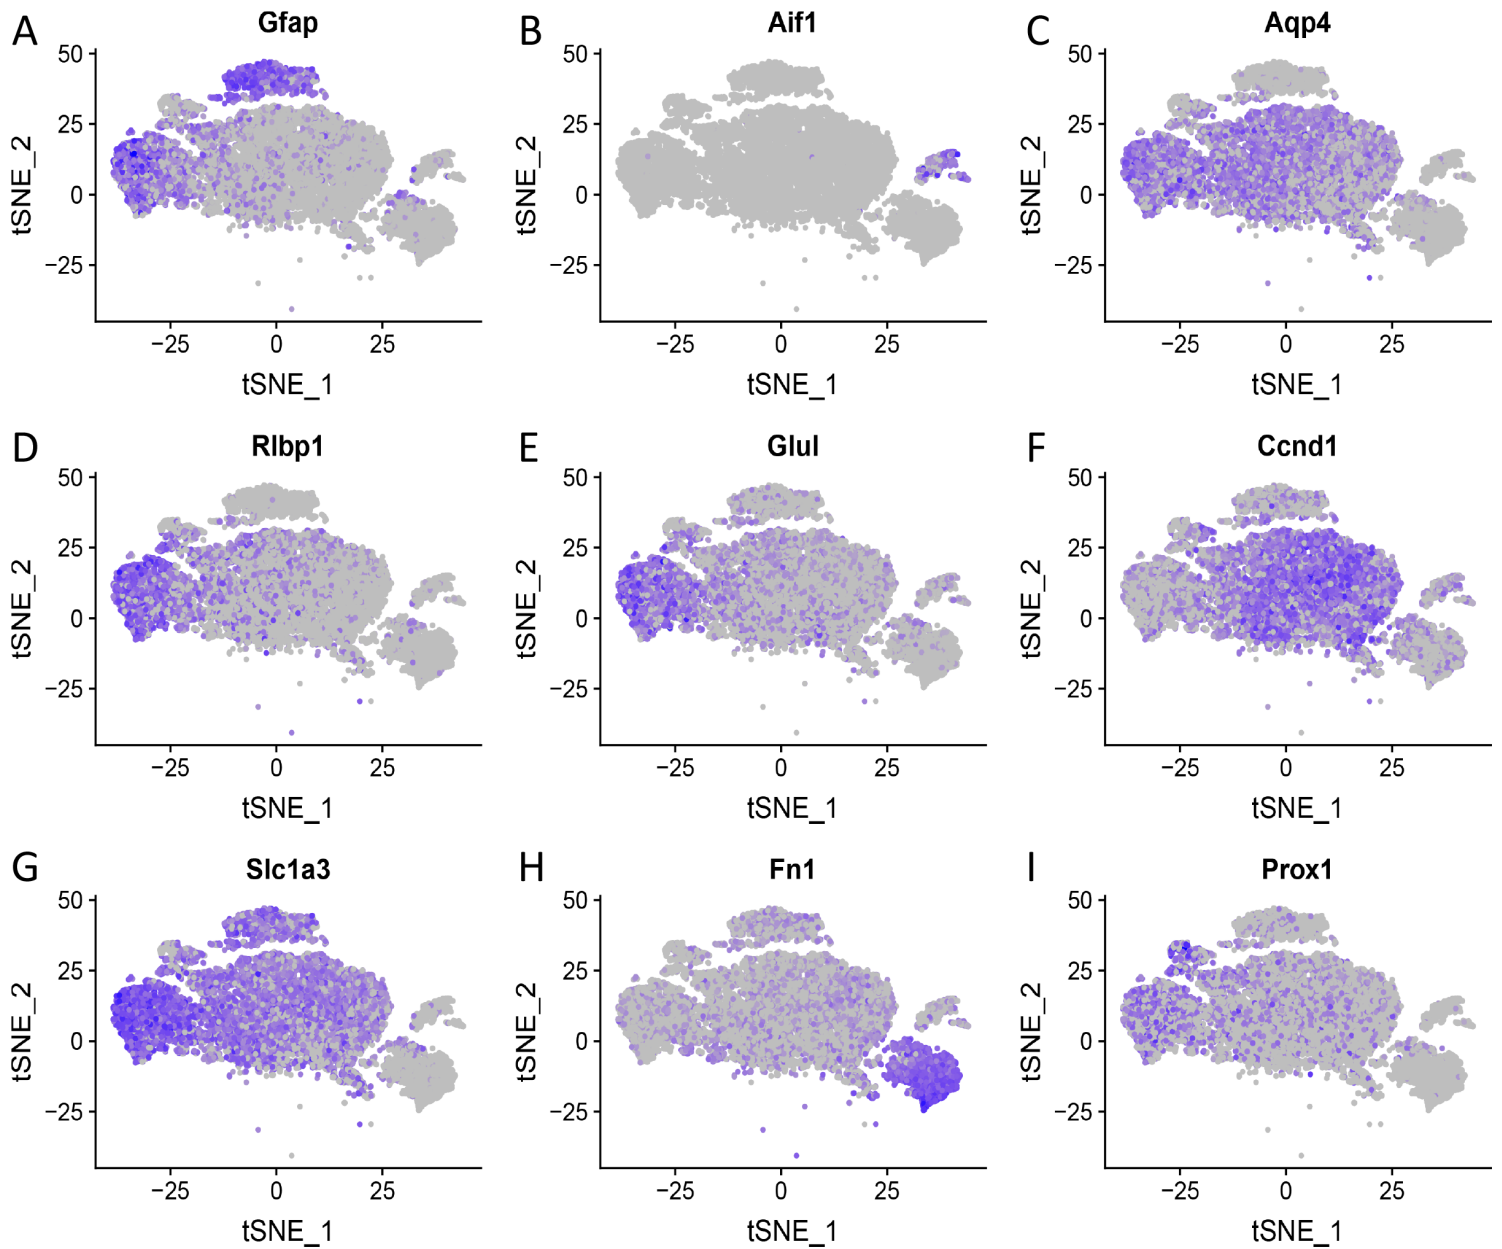 A Gfap B Aif1 C Aqp4
50 50 50
25 25 25
0 0 0
−25 −25 −25
tSNE_2 tSNE_2 tSNE_2
−25 0 25 −25 0 25 −25 0 25
tSNE_1 tSNE_1 tSNE_1
D Rlbp1 E Glul F Ccnd1
50 50 50
25 25 25
0 0 0
−25 −25 −25
tSNE_2 tSNE_2 tSNE_2
−25 0 25 −25 0 25 −25 0 25
tSNE_1 tSNE_1 tSNE_1
G Slc1a3 H Fn1 I Prox1
50 50 50
25 25 25
0 0 0
−25 −25 −25
tSNE_2 tSNE_2 tSNE_2
−25 0 25 −25 0 25 −25 0 25
tSNE_1 tSNE_1 tSNE_1